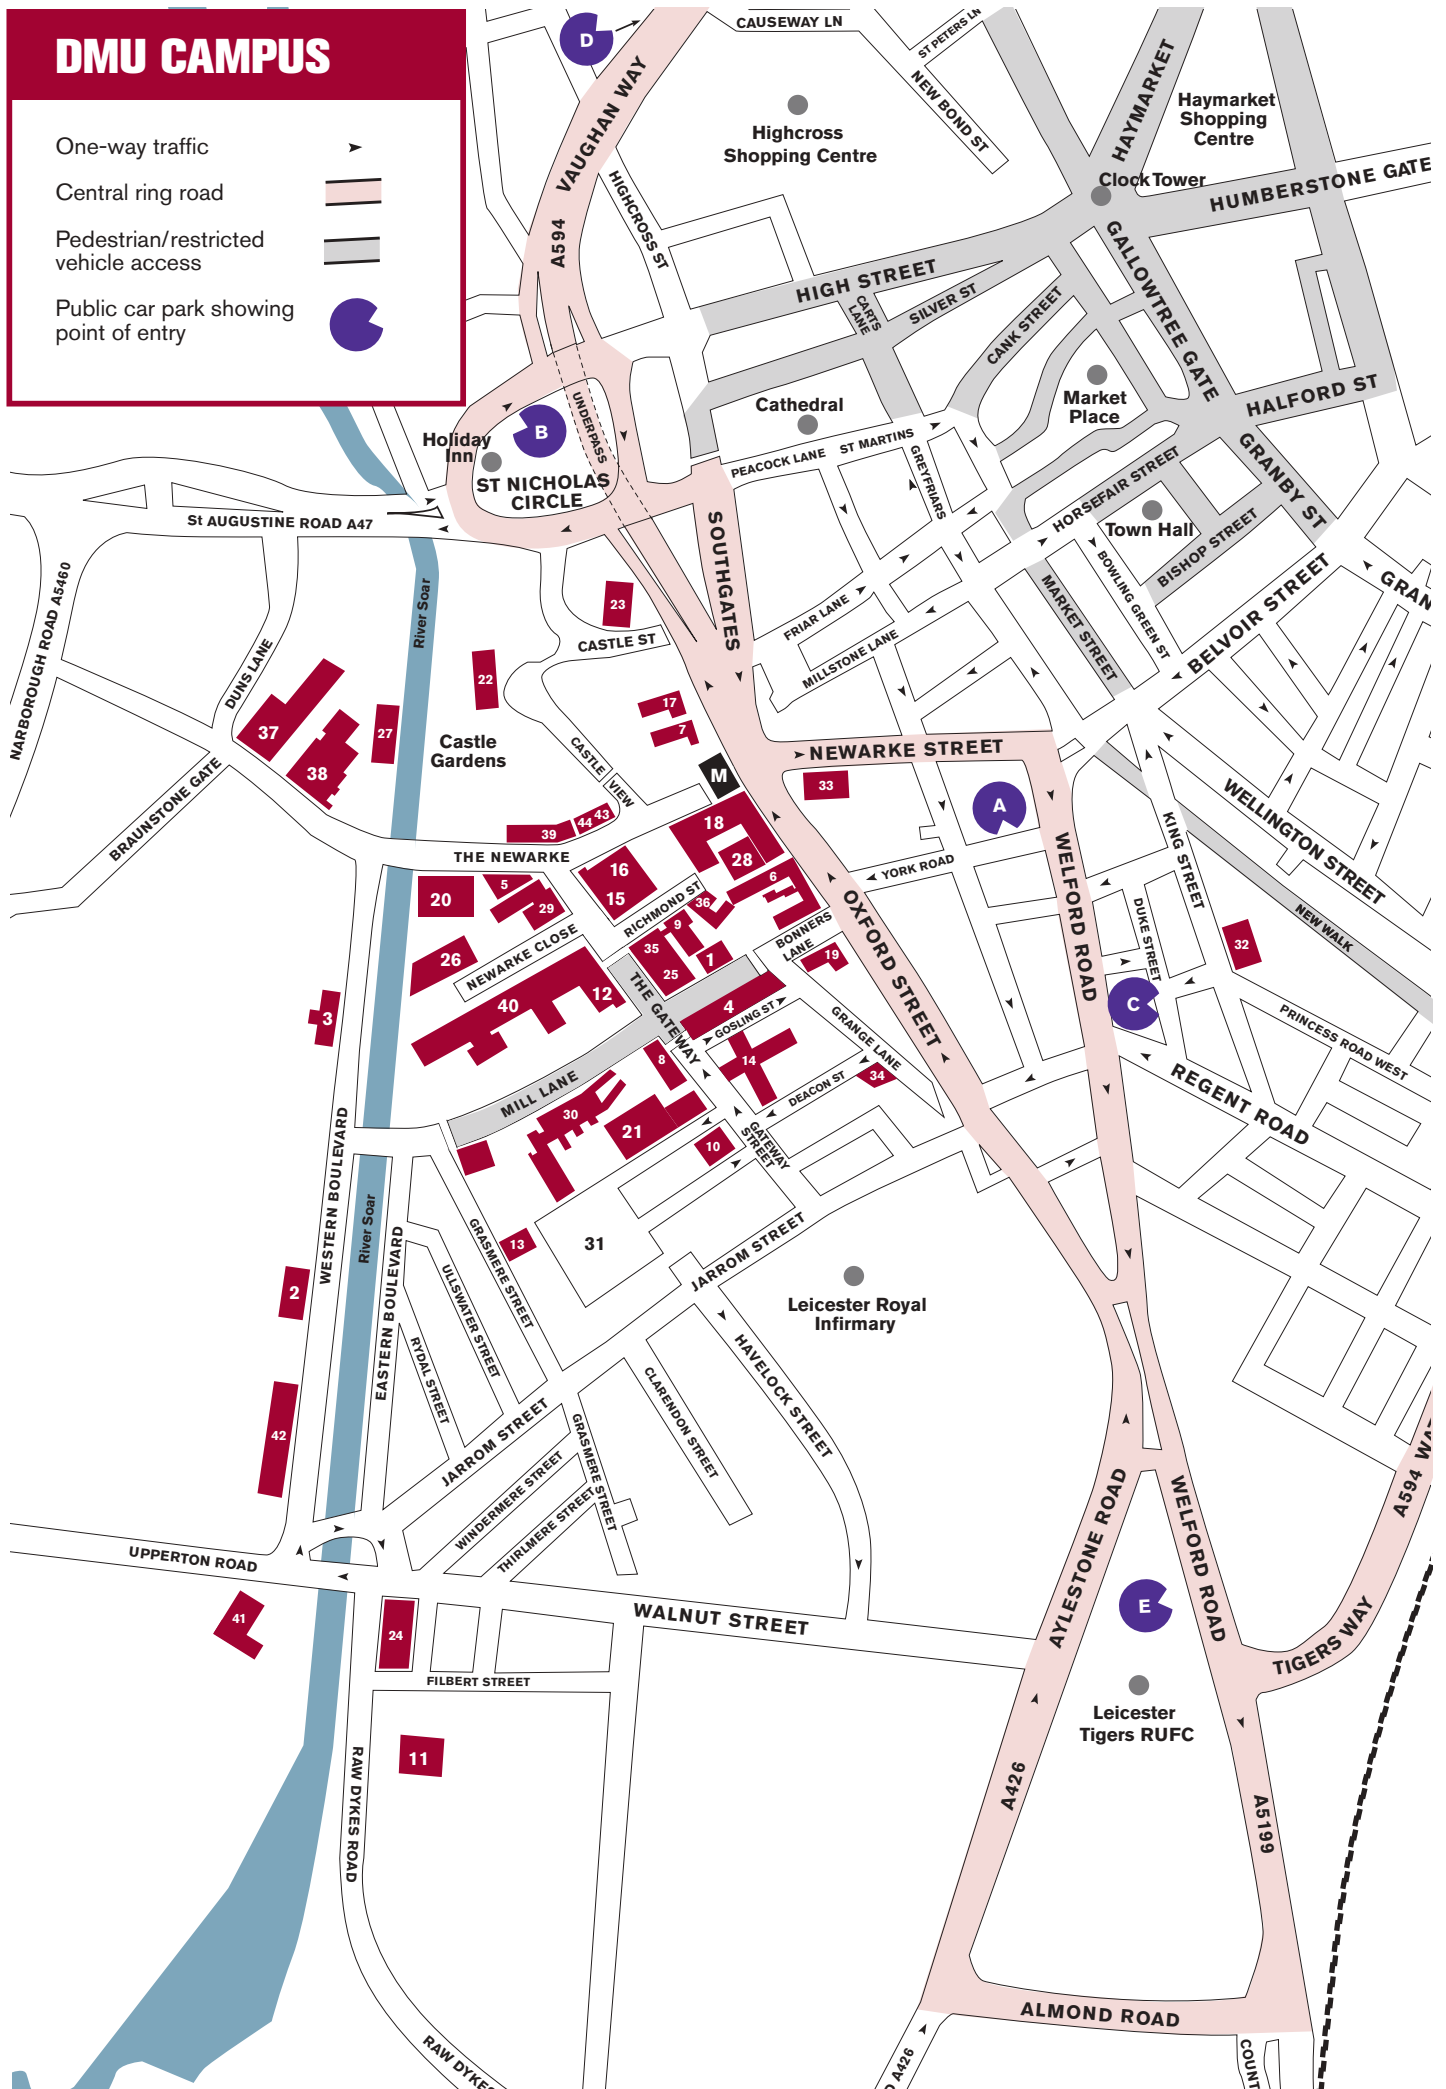 DMU CAMPUS
One-way traffic
Central ring road
Pedestrian/restricted
vehicle access
Public car park showing
point of entry
D
CAUSEWAY LN
ST PETERS LN
NEW BOND ST
VAUGHAN WAY
A594
HIGHCROSS ST
Highcross
Shopping Centre
HAYMARKET
Haymarket
Shopping
Centre
Clock Tower
HUMBERSTONE GATE
HIGH STREET
CARTS
LANE
SILVER ST
CANK STREET
GALLOWTREE GATE
Market
Place
HALFORD ST
Cathedral
PEACOCK LANE
ST MARTINS
GREYFRIARS
HORSEFAIR STREET
GRANBY ST
Town Hall
BISHOP STREET
BOWLING GREEN ST
MARKET STREET
BELVOIR STREET
GRAN
B
UNDERPASS
Holiday
Inn
ST NICHOLAS
CIRCLE
St AUGUSTINE ROAD A47
NARBOROUGH ROAD A5460
River Soar
SOUTHGATES
23
CASTLE ST
FRIAR LANE
MILLSTONE LANE
DUNS LANE
22
37
38
27
Castle
Gardens
CASTLE
VIEW
17
7
M
NEWARKE STREET
33
A
BRAUNSTONE GATE
39
44
43
THE NEWARKE
18
28
16
15
6
YORK ROAD
WELFORD ROAD
KING STREET
WELLINGTON STREET
NEW WALK
20
5
29
RICHMOND ST
36
9
35
25
1
BONNERS
LANE
19
OXFORD STREET
DUKE STREET
32
26
NEWARKE CLOSE
40
12
THE GATEWAY
4
GOSLING ST
C
PRINCESS ROAD WEST
3
GRANGE LANE
14
8
34
DEACON ST
REGENT ROAD
MILL LANE
30
21
10
GATEWAY
STREET
WESTERN BOULEVARD
River Soar
EASTERN BOULEVARD
GRASMERE STREET
13
31
JARROM STREET
ULLSWATER STREET
2
RYDAL STREET
Leicester Royal
Infirmary
HAVELOCK STREET
CLARENDON STREET
42
JARROM STREET
GRASMERE STREET
WINDERMERE STREET
THIRLMERE STREET
UPPERTON ROAD
41
24
WALNUT STREET
FILBERT STREET
11
RAW DYKES ROAD
RAW DYKES
AYLESTONE ROAD
WELFORD ROAD
A594 WA
TIGERS WAY
E
Leicester
Tigers RUFC
A426
A5199
ALMOND ROAD
A426
COUNT